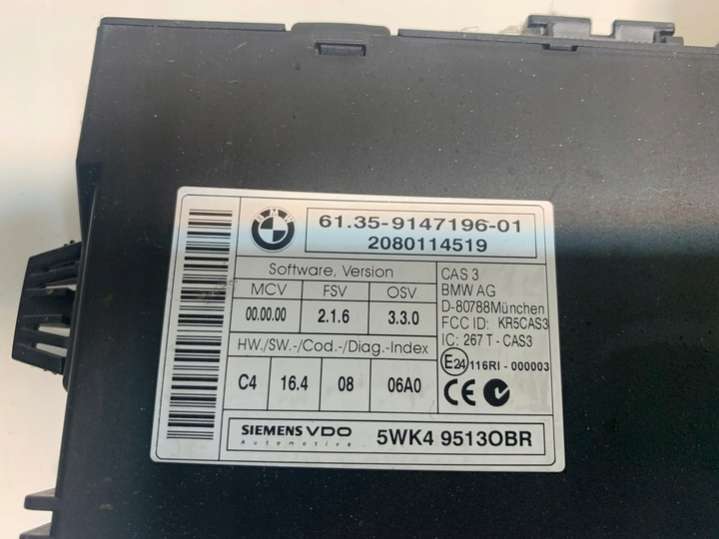 BMW
61.35-9147196-01
2080114519
Software, Version
MCV FSV OSV
00.00.00 2.1.6 3.3.0
HW./SW.-/Cod.-/Diag.-Index
C4 16.4 08 06A0
CAS 3
BMW AG
D-80788München
FCC ID: KR5CAS3
IC: 267 T - CAS3
E24 116RI - 000003
CE
SIEMENS VDO
Automotive
5WK4 9513OBR